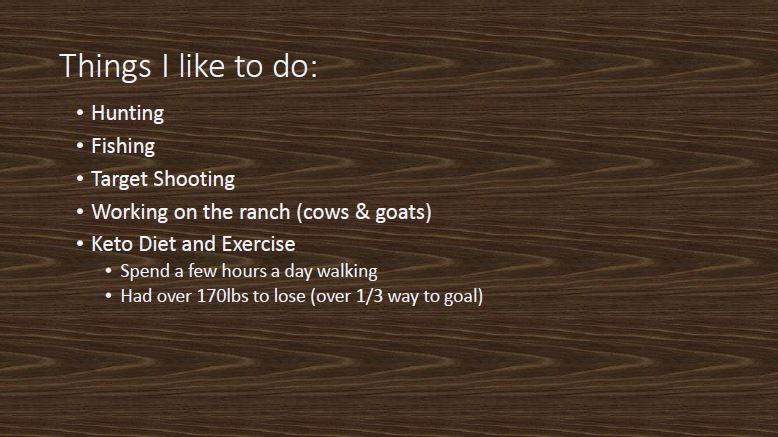 Things I like to do:
• Hunting
• Fishing
• Target Shooting
• Working on the ranch (cows & goats)
• Keto Diet and Exercise
• Spend a few hours a day walking
• Had over 170lbs to lose (over 1/3 way to goal)